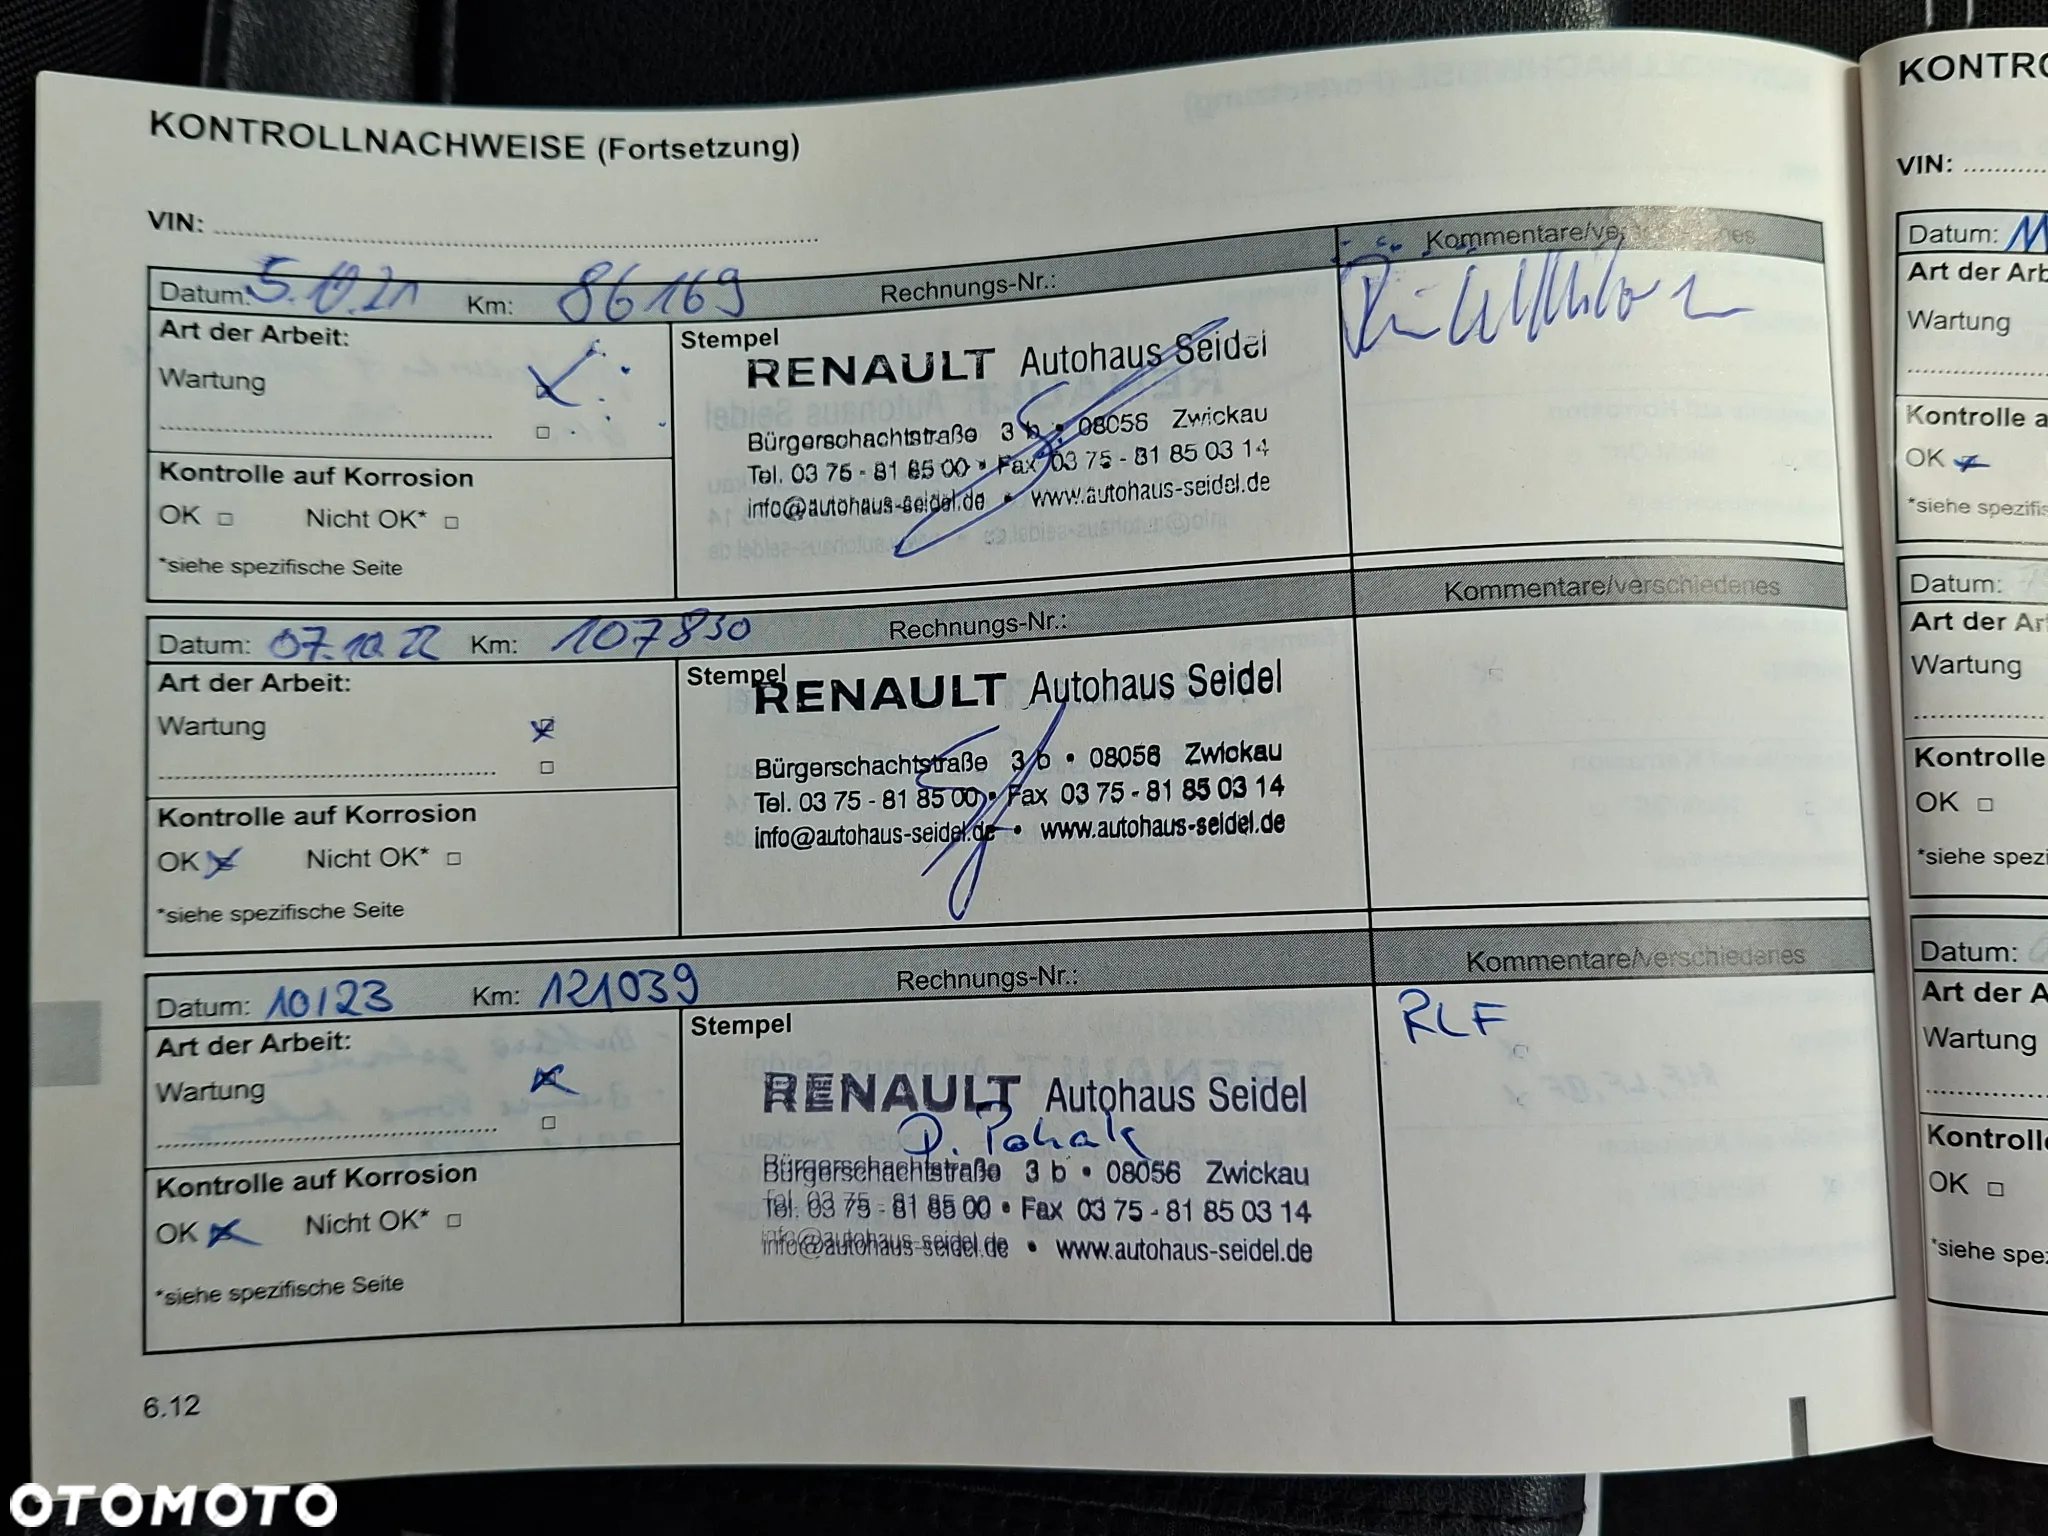 KONTROLLNACHWEISE (Fortsetzung)
VIN:
Datum: 5.10.21 Km: 86169 Rechnungs-Nr.: Kommentare/verschiedenes
Art der Arbeit:
Wartung
Kontrolle auf Korrosion
OK Nicht OK*
*siehe spezifische Seite
Stempel
RENAULT Autohaus Seidel
Bürgerschachtstraße 3 b • 08056 Zwickau
Tel. 03 75 - 81 85 00 • Fax 03 75 - 81 85 03 14
info@autohaus-seidel.de • www.autohaus-seidel.de
Datum: 07.10.22 Km: 107830 Rechnungs-Nr.: Kommentare/verschiedenes
Art der Arbeit:
Wartung
Kontrolle auf Korrosion
OK Nicht OK*
*siehe spezifische Seite
Stempel
RENAULT Autohaus Seidel
Bürgerschachtstraße 3 b • 08056 Zwickau
Tel. 03 75 - 81 85 00 • Fax 03 75 - 81 85 03 14
info@autohaus-seidel.de • www.autohaus-seidel.de
Datum: 10/23 Km: 121039 Rechnungs-Nr.: Kommentare/verschiedenes
Art der Arbeit:
Wartung
Kontrolle auf Korrosion
OK Nicht OK*
*siehe spezifische Seite
Stempel
RENAULT Autohaus Seidel
Bürgerschachtstraße 3 b • 08056 Zwickau
Tel. 03 75 - 81 85 00 • Fax 03 75 - 81 85 03 14
info@autohaus-seidel.de • www.autohaus-seidel.de
RLF
6.12
KONTRO
VIN:
Datum:
Art der Arb
Wartung
Kontrolle a
OK
*siehe spezifis
Datum:
Art der Ar
Wartung
Kontrolle
OK
*siehe spezi
Datum:
Art der A
Wartung
Kontroll
OK
*siehe spe
OTOMOTO